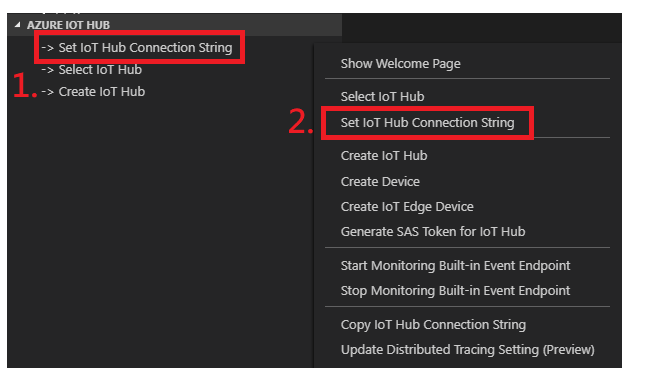 AZURE IOT HUB
-> Set IoT Hub Connection String
-> Select IoT Hub
1.
-> Create IoT Hub
Show Welcome Page
Select IoT Hub
2.
Set IoT Hub Connection String
Create IoT Hub
Create Device
Create IoT Edge Device
Generate SAS Token for IoT Hub
Start Monitoring Built-in Event Endpoint
Stop Monitoring Built-in Event Endpoint
Copy IoT Hub Connection String
Update Distributed Tracing Setting (Preview)